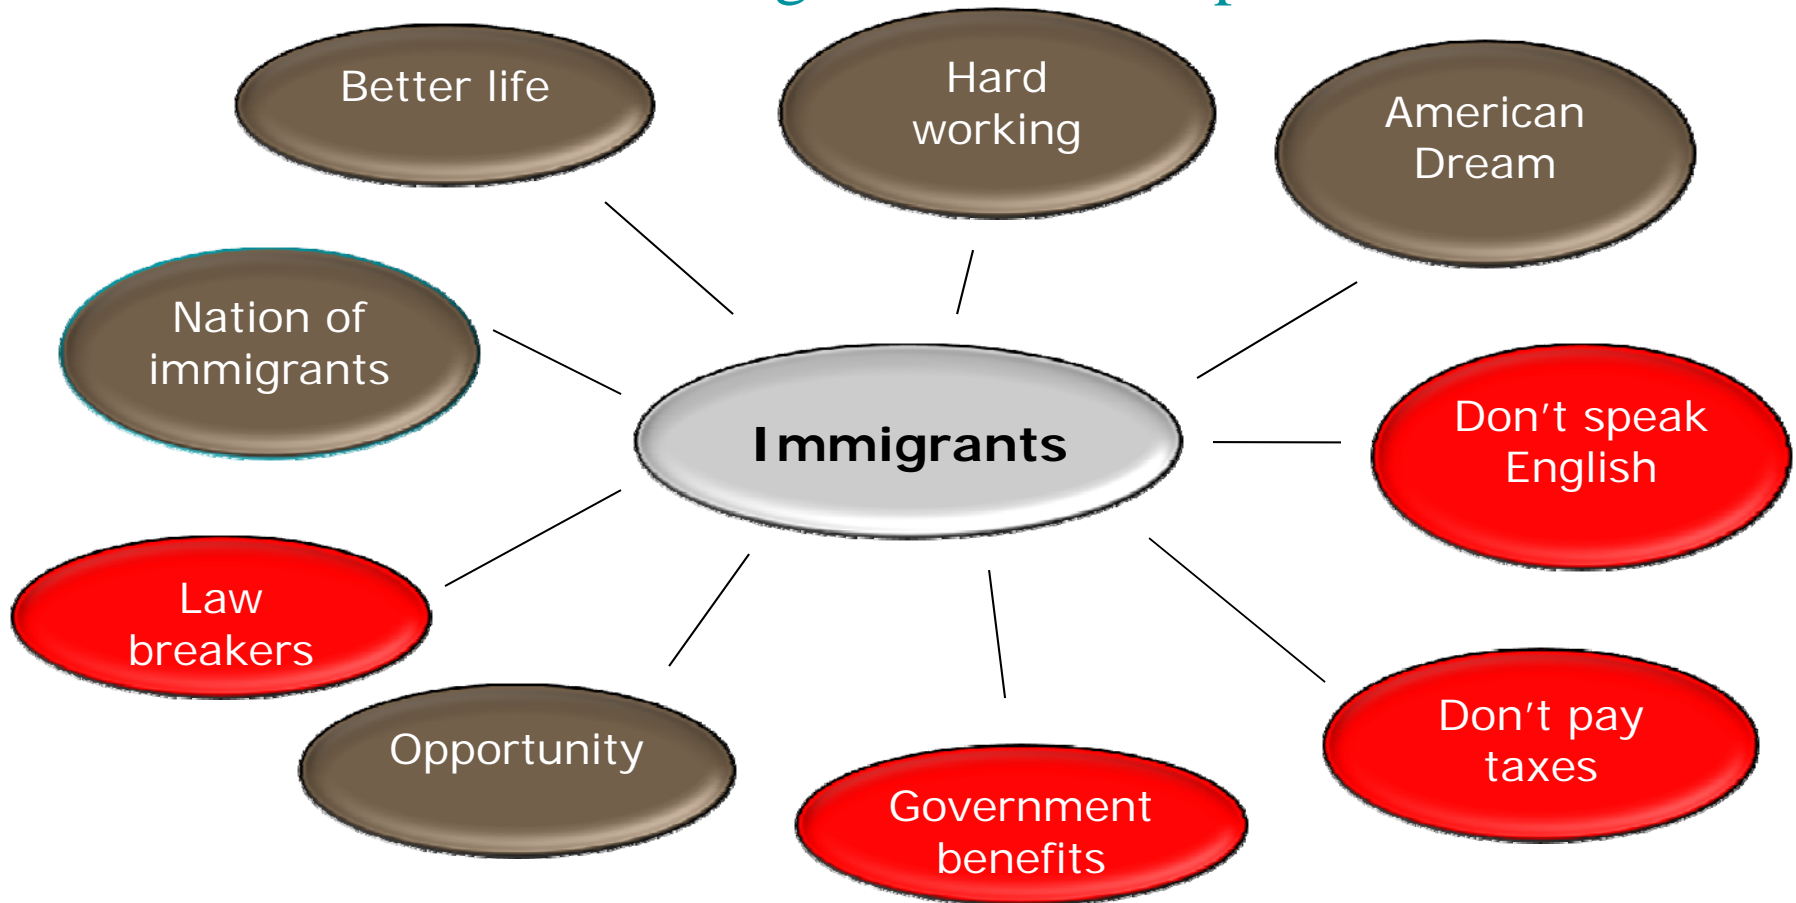 Better life
Hard
working
American
Dream
Nation of
immigrants
Immigrants
Don't speak
English
Law
breakers
Opportunity
Don't pay
taxes
Government
benefits